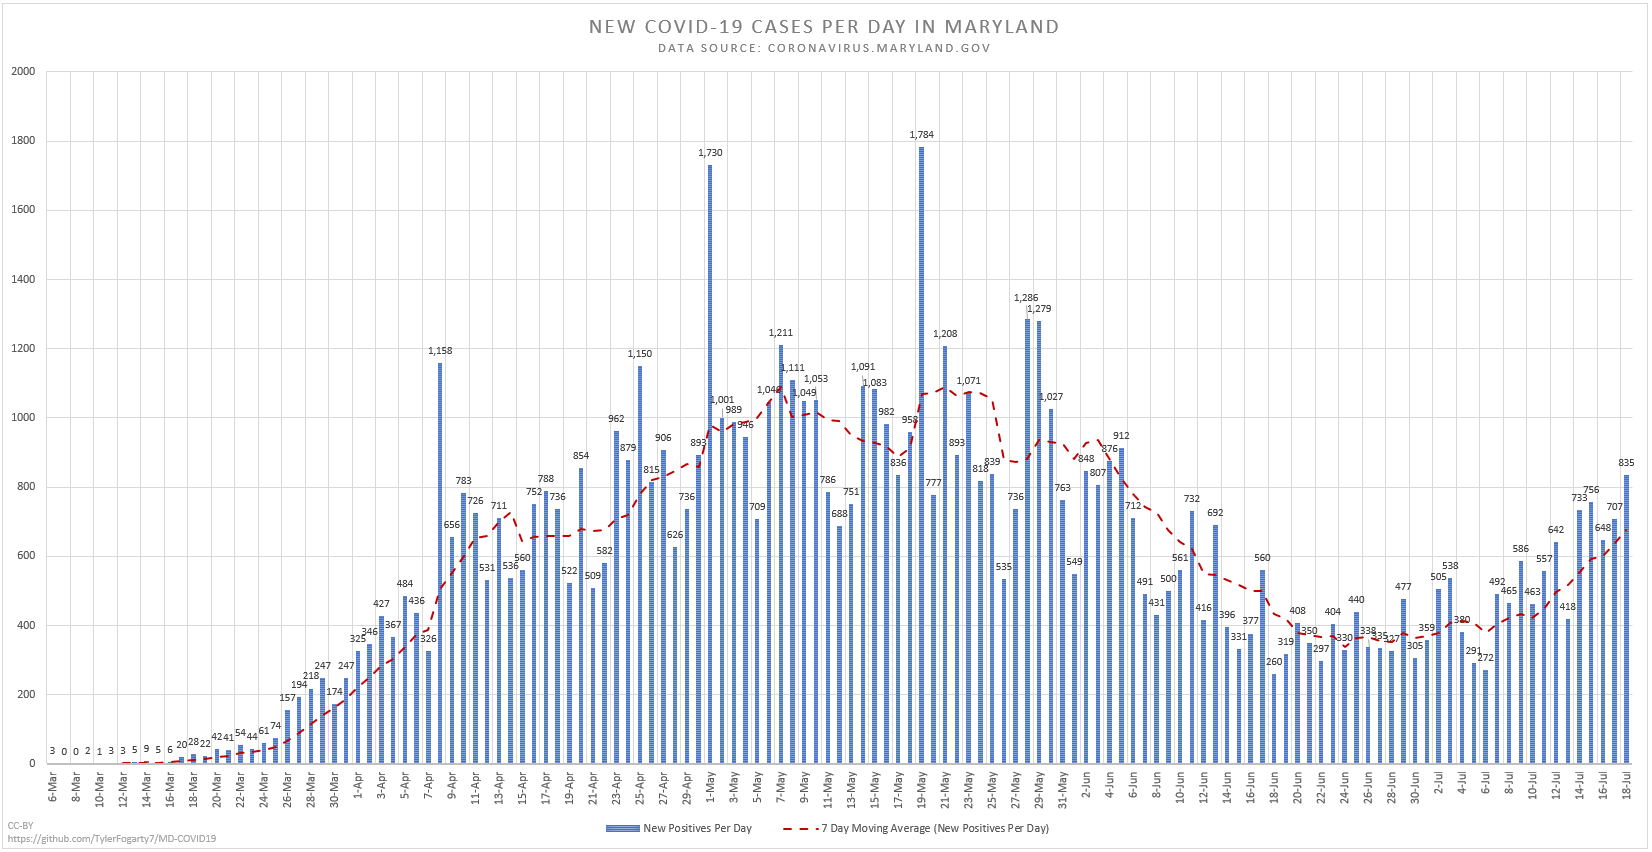 NEW COVID-19 CASES PER DAY IN MARYLAND
DATA SOURCE: CORONAVIRUS.MARYLAND.GOV
2000
1800
1600
1400
1200
1000
800
600
400
200
0
3
0
0
2
1
3
3
5
9
5
6
20
28
22
42
41
54
44
61
74
157
194
218
247
174
247
325
346
427
367
484
436
326
1,158
656
783
726
531
711
536
560
752
788
736
522
854
509
582
962
879
1,150
815
906
626
736
893
1,730
1,001
989
946
709
1,046
1,211
1,111
1,049
1,053
786
688
751
1,091
1,083
982
836
958
1,784
777
1,208
893
1,071
818
839
535
736
1,286
1,279
1,027
763
549
848
807
876
912
712
491
431
500
561
732
416
692
396
331
377
560
260
319
408
350
297
404
330
440
338
335
327
477
305
359
505
538
380
291
272
492
465
586
463
557
642
418
733
756
648
707
835
6-Mar
8-Mar
10-Mar
12-Mar
14-Mar
16-Mar
18-Mar
20-Mar
22-Mar
24-Mar
26-Mar
28-Mar
30-Mar
1-Apr
3-Apr
5-Apr
7-Apr
9-Apr
11-Apr
13-Apr
15-Apr
17-Apr
19-Apr
21-Apr
23-Apr
25-Apr
27-Apr
29-Apr
1-May
3-May
5-May
7-May
9-May
11-May
13-May
15-May
17-May
19-May
21-May
23-May
25-May
27-May
29-May
31-May
2-Jun
4-Jun
6-Jun
8-Jun
10-Jun
12-Jun
14-Jun
16-Jun
18-Jun
20-Jun
22-Jun
24-Jun
26-Jun
28-Jun
30-Jun
2-Jul
4-Jul
6-Jul
8-Jul
10-Jul
12-Jul
14-Jul
16-Jul
18-Jul
New Positives Per Day
7 Day Moving Average (New Positives Per Day)
CC-BY
https://github.com/TylerFogarty7/MD-COVID19